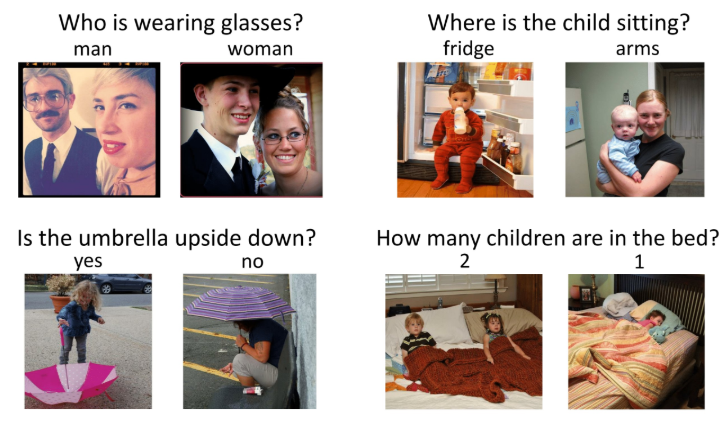 Who is wearing glasses?
man woman
Where is the child sitting?
fridge arms
Is the umbrella upside down?
yes no
How many children are in the bed?
2 1